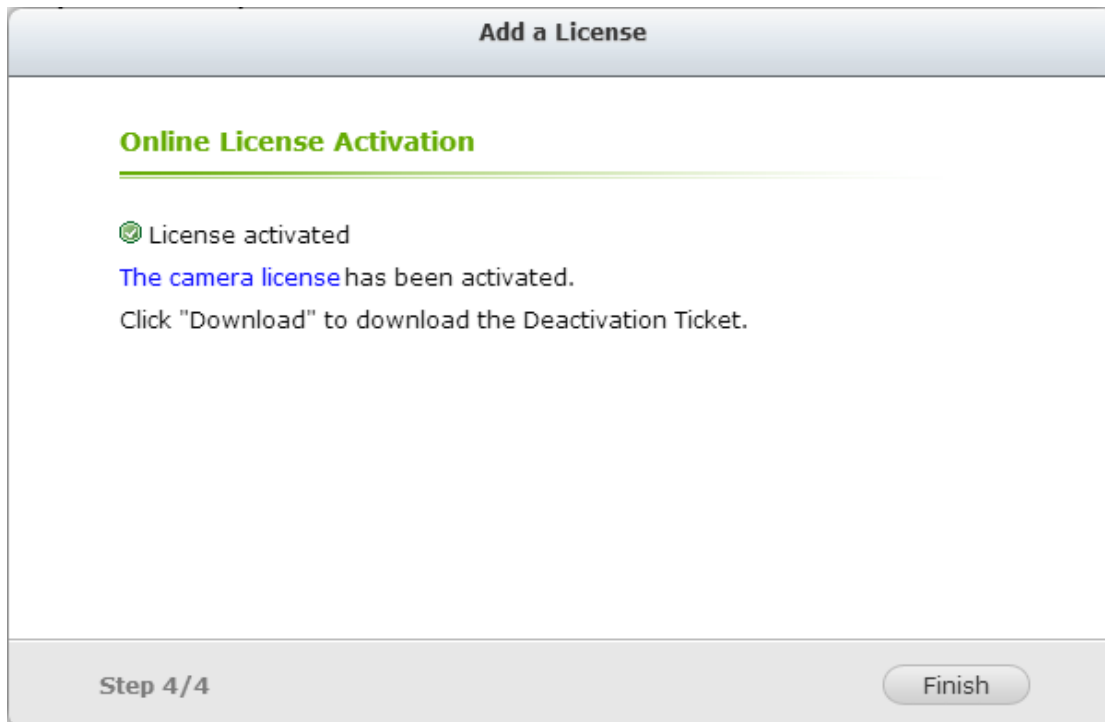 Add a License
Online License Activation
License activated
The camera license has been activated.
Click "Download" to download the Deactivation Ticket.
Step 4/4
Finish